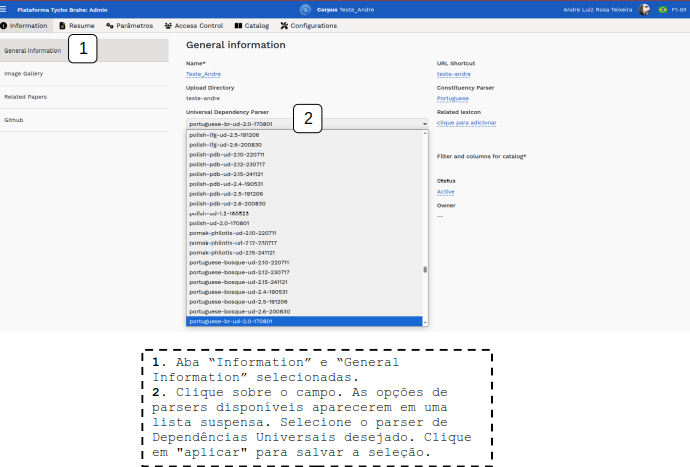 Plataforma Tycho Brahe: Admin
Corpus Teste_Andre
Andre Luiz Rosa Teixeira
PT-BR
Information Resume Parâmetros Access Control Catalog Configurations
General information
1
Image Gallery
Related Papers
Github
General information
Name*
Teste_Andre
URL Shortcut
teste-andre
Upload Directory
teste-andre
Constituency Parser
Portuguese
Universal Dependency Parser
2
Related lexicon
clique para adicionar
portuguese-br-ud-2.0-170801
Filter and columns for catalog*
Status
Active
Owner
--
polish-lfg-ud-2.5-191206
polish-lfg-ud-2.6-200830
polish-pdb-ud-2.10-220711
polish-pdb-ud-2.12-230717
polish-pdb-ud-2.15-241121
polish-pdb-ud-2.4-190531
polish-pdb-ud-2.5-191206
polish-pdb-ud-2.6-200830
polish-ud-1.2-160523
polish-ud-2.0-170801
pomak-philotis-ud-2.10-220711
pomak-philotis-ud-2.12-230717
pomak-philotis-ud-2.15-241121
portuguese-bosque-ud-2.10-220711
portuguese-bosque-ud-2.12-230717
portuguese-bosque-ud-2.15-241121
portuguese-bosque-ud-2.4-190531
portuguese-bosque-ud-2.5-191206
portuguese-bosque-ud-2.6-200830
portuguese-br-ud-2.0-170801
1. Aba “Information” e “General
Information” selecionadas.
2. Clique sobre o campo. As opções de
parsers disponíveis aparecerem em uma
lista suspensa. Selecione o parser de
Dependências Universais desejado. Clique
em "aplicar" para salvar a seleção.